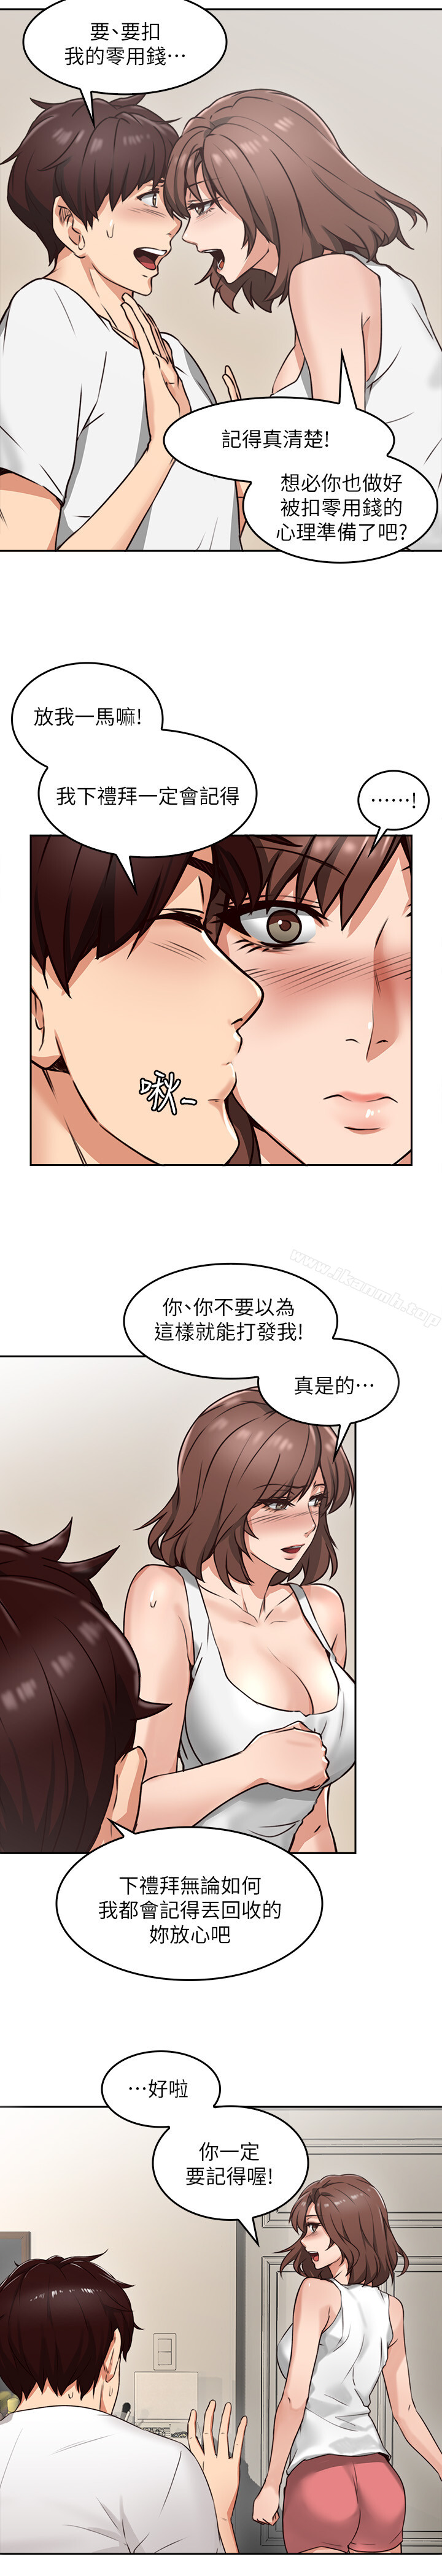 要、要扣
我的零用錢…
記得真清楚!
想必你也做好
被扣零用錢的
心理準備了吧?
放我一馬嘛!
我下禮拜一定會記得
……!
啾~
www.ikanmh.top
你、你不要以為
這樣就能打發我!
真是的…
下禮拜無論如何
我都會記得丟回收的
妳放心吧
…好啦
你一定
要記得喔!